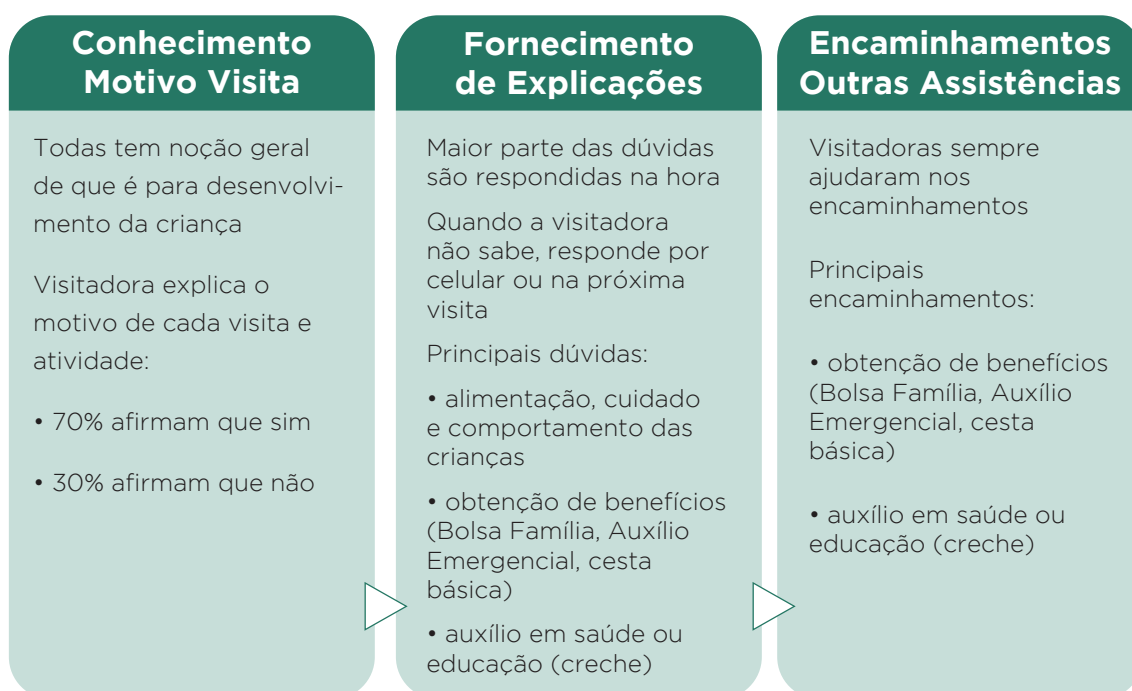 Conhecimento
Motivo Visita
Todas tem noção geral
de que é para desenvolvi-
mento da criança
Visitadora explica o
motivo de cada visita e
atividade:
• 70% afirmam que sim
• 30% afirmam que não
Fornecimento
de Explicações
Maior parte das dúvidas
são respondidas na hora
Quando a visitadora
não sabe, responde por
celular ou na próxima
visita
Principais dúvidas:
• alimentação, cuidado
e comportamento das
crianças
• obtenção de benefícios
(Bolsa Família, Auxílio
Emergencial, cesta
básica)
• auxílio em saúde ou
educação (creche)
Encaminhamentos
Outras Assistências
Visitadoras sempre
ajudaram nos
encaminhamentos
Principais
encaminhamentos:
• obtenção de benefícios
(Bolsa Família, Auxílio
Emergencial, cesta
básica)
• auxílio em saúde ou
educação (creche)